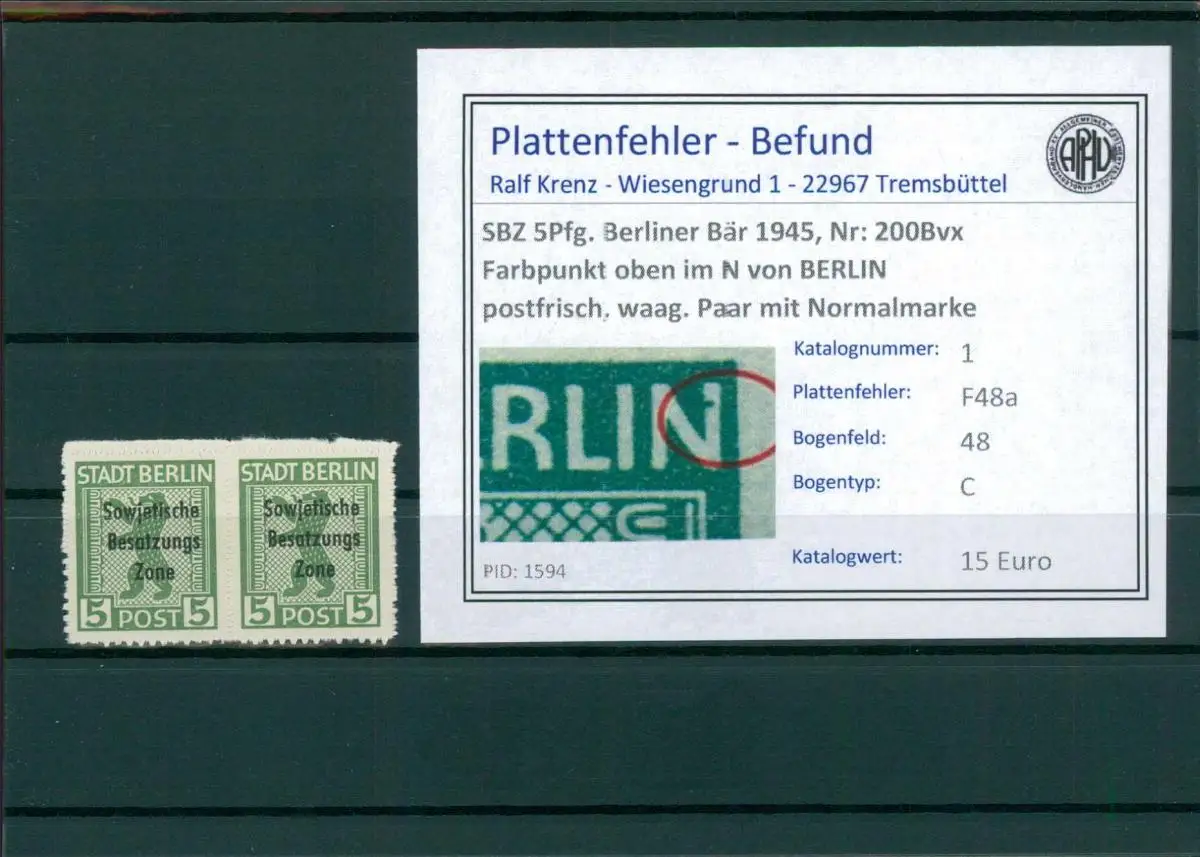 STADT BERLIN
Sowjetische
Besatzungs
Zone
5 POST 5
STADT BERLIN
Sowjetische
Besatzungs
Zone
5 POST 5
Plattenfehler - Befund
Ralf Krenz - Wiesengrund 1 - 22967 Tremsbüttel
APHV
SBZ 5Pfg. Berliner Bär 1945, Nr: 200Bvx
Farbpunkt oben im N von BERLIN
postfrisch, waag. Paar mit Normalmarke
ERLIN
Katalognummer: 1
Plattenfehler: F48a
Bogenfeld: 48
Bogentyp: C
Katalogwert: 15 Euro
PID: 1594